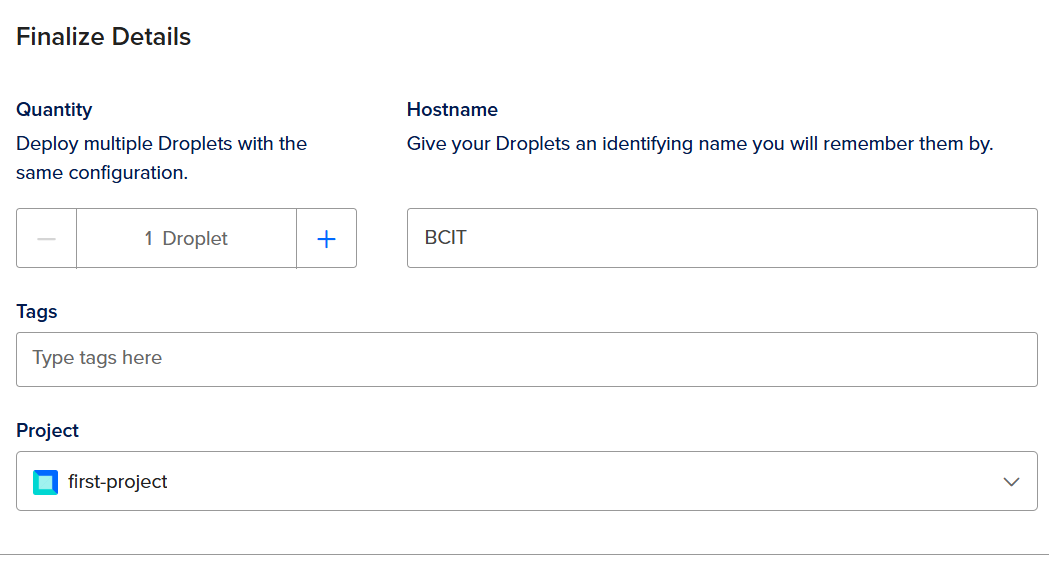 Finalize Details
Quantity
Deploy multiple Droplets with the
same configuration.
1 Droplet
Hostname
Give your Droplets an identifying name you will remember them by.
BCIT
Tags
Type tags here
Project
first-project